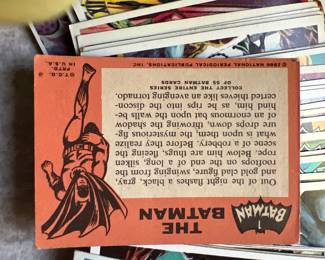 1
BATMAN
THE
BATMAN
Out of the night flashes a black, gray,
and gold clad figure, swinging from the
rooftops on the end of a long, silken
rope. Below him are thugs, fleeing the
scene of a robbery. Before they realize
what is upon them, the mysterious fig-
ure drops down, throwing the shadow
of an enormous bat upon the walls be-
hind him, as he rips into the discon-
certed thieves like an avenging tornado.
COLLECT THE ENTIRE SERIES
OF 55 BATMAN CARDS
© 1966 NATIONAL PERIODICAL PUBLICATIONS, INC.
© T.C.G. PRTD. IN U.S.A.